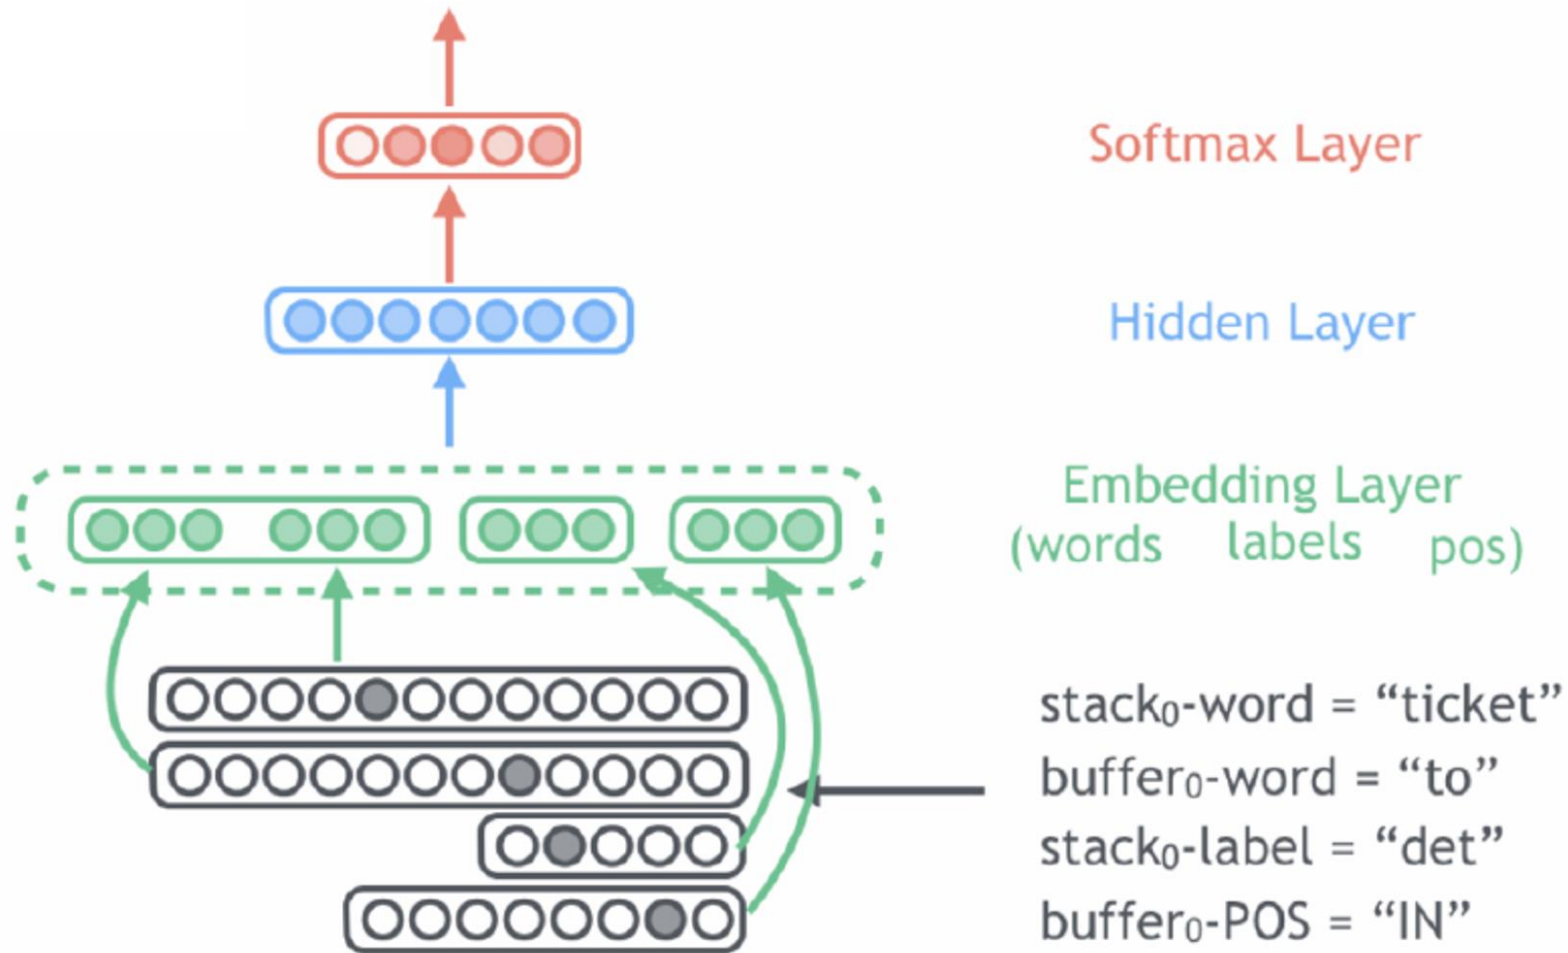 Softmax Layer
Hidden Layer
Embedding Layer
(words labels pos)
stack₀-word = “ticket”
buffer₀-word = “to”
stack₀-label = “det”
buffer₀-POS = “IN”